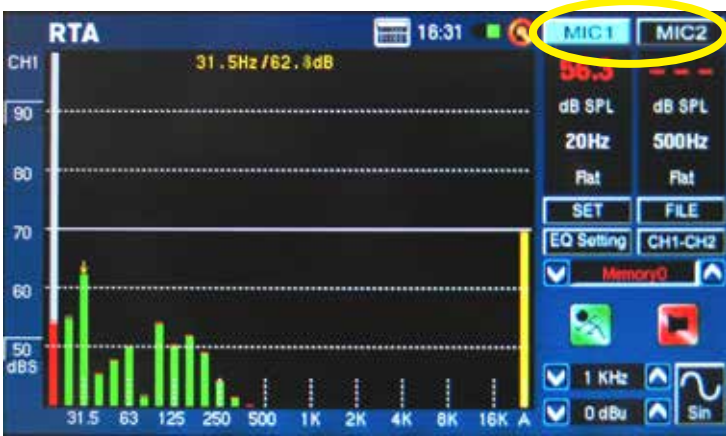 RTA 16:31 MIC1 MIC2
CH1 31.5Hz/62.8dB 56.3 ---
90 dB SPL dB SPL
20Hz 500Hz
80 Flat Flat
SET FILE
70 EQ Setting CH1-CH2
Memory0
60
50
dBS 1 KHz
31.5 63 125 250 500 1K 2K 4K 8K 16K A 0 dBu Sin